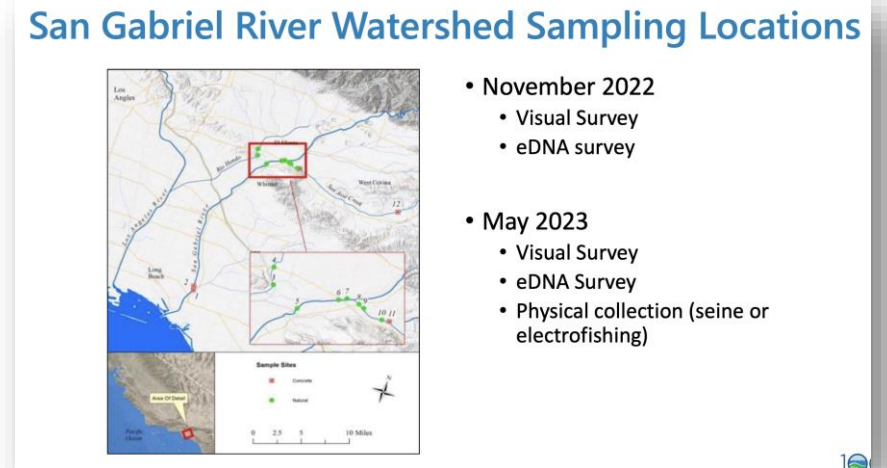 San Gabriel River Watershed Sampling Locations
• November 2022
• Visual Survey
• eDNA survey
• May 2023
• Visual Survey
• eDNA Survey
• Physical collection (seine or
electrofishing)
Los
Angles
El Monte
Rio Hondo
Whittier
West Covina
San Jose Creek
12
Los Angeles River
San Gabriel River
Long
Beach
2
1
4
3
5
6 7
8
9
10 11
Sample Sites
Concrete
Natural
N
Area Of Detail
Pacific
Ocean
0 2.5 5 10 Miles